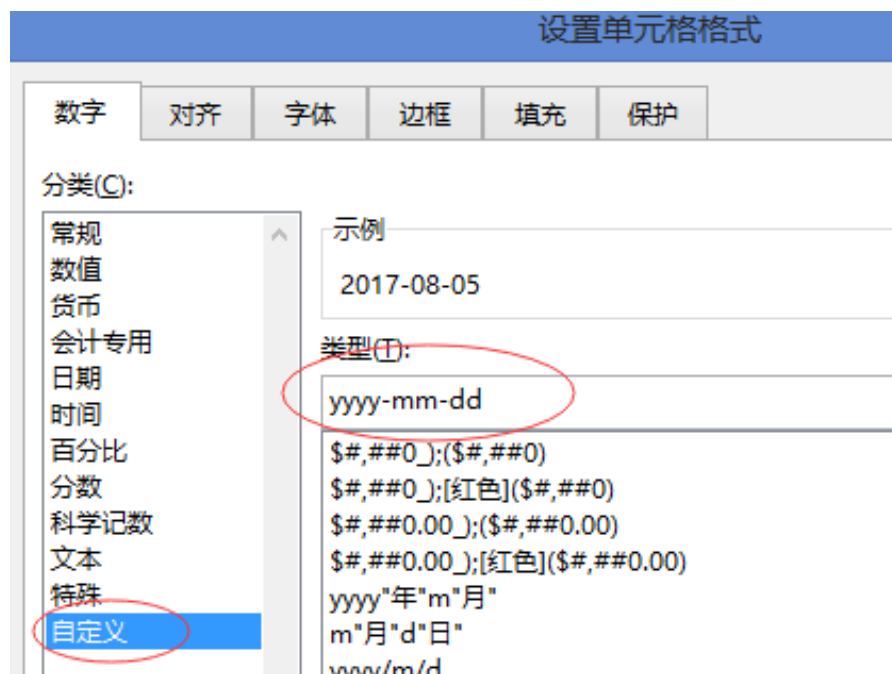 设置单元格格式
数字 对齐 字体 边框 填充 保护
分类(C):
常规
数值
货币
会计专用
日期
时间
百分比
分数
科学记数
文本
特殊
自定义
示例
2017-08-05
类型(T):
yyyy-mm-dd
$#,##0_);($#,##0)
$#,##0_);[红色]($#,##0)
$#,##0.00_);($#,##0.00)
$#,##0.00_);[红色]($#,##0.00)
yyyy"年"m"月"
m"月"d"日"
yyyy/m/d